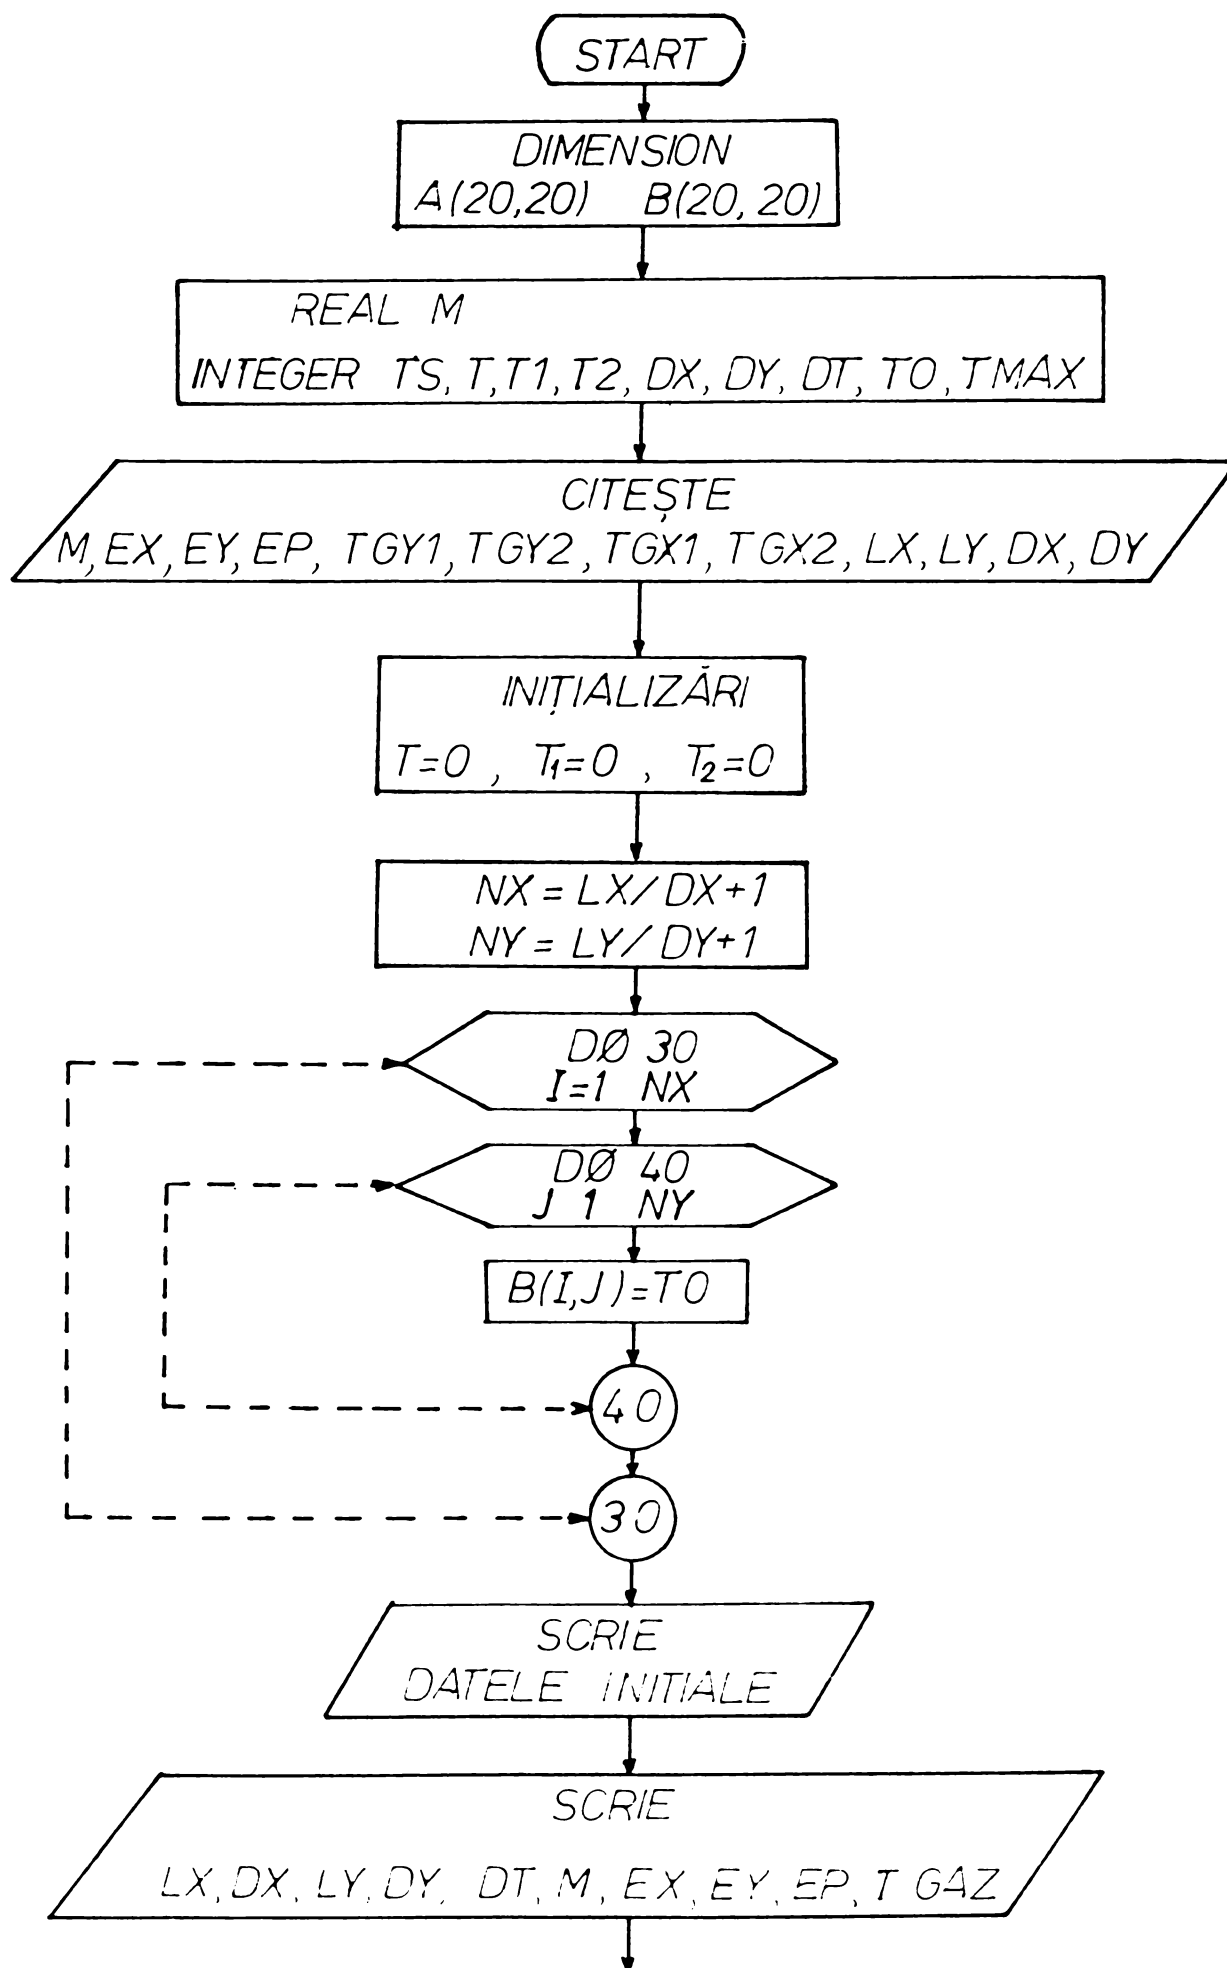 START
DIMENSION
A(20,20) B(20,20)
REAL M
INTEGER TS, T, T1, T2, DX, DY, DT, TO, TMAX
CITEȘTE
M, EX, EY, EP, TGY1, TGY2, TGX1, TGX2, LX, LY, DX, DY
INIȚIALIZĂRI
T=0 , T1=0 , T2=0
NX = LX/DX+1
NY = LY/DY+1
DØ 30
I=1 NX
DØ 40
J 1 NY
B(I,J)=TO
40
30
SCRIE
DATELE INITIALE
SCRIE
LX, DX, LY, DY, DT, M, EX, EY, EP, T GAZ